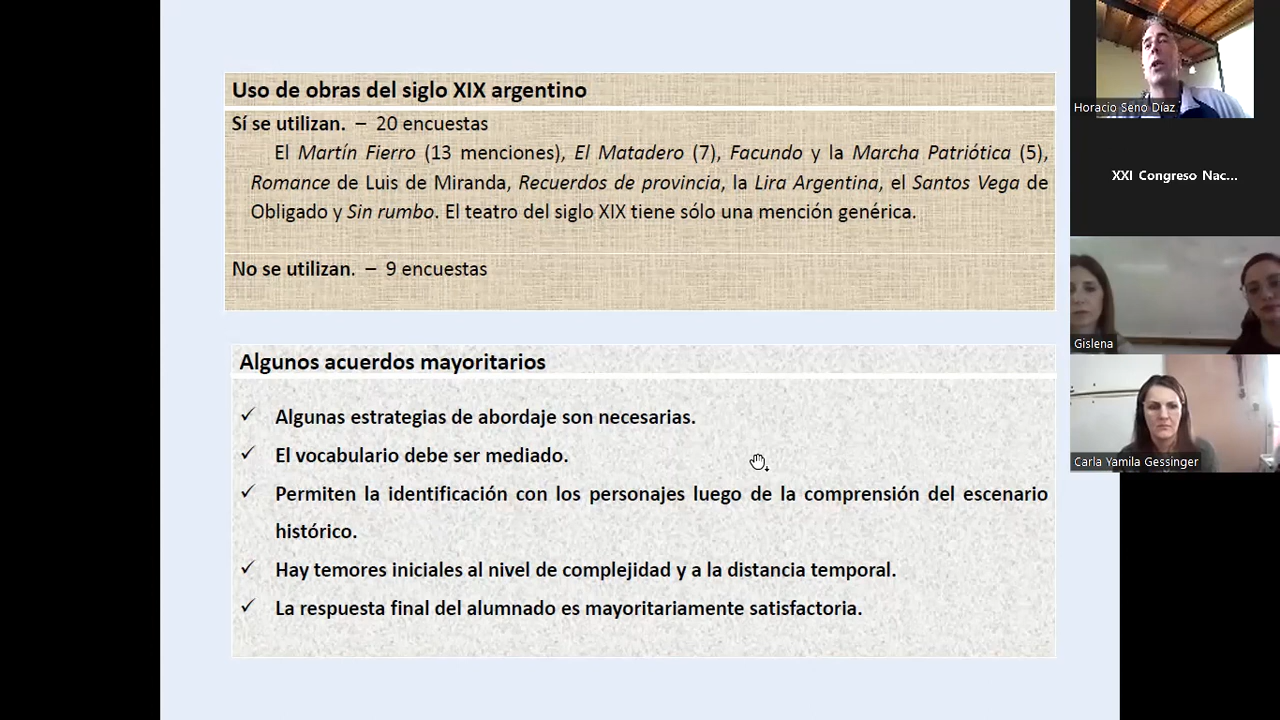 Uso de obras del siglo XIX argentino
Sí se utilizan. – 20 encuestas
El Martín Fierro (13 menciones), El Matadero (7), Facundo y la Marcha Patriótica (5),
Romance de Luis de Miranda, Recuerdos de provincia, la Lira Argentina, el Santos Vega de
Obligado y Sin rumbo. El teatro del siglo XIX tiene sólo una mención genérica.
No se utilizan. – 9 encuestas
Algunos acuerdos mayoritarios
✓ Algunas estrategias de abordaje son necesarias.
✓ El vocabulario debe ser mediado.
✓ Permiten la identificación con los personajes luego de la comprensión del escenario
histórico.
✓ Hay temores iniciales al nivel de complejidad y a la distancia temporal.
✓ La respuesta final del alumnado es mayoritariamente satisfactoria.
Horacio Seno Díaz
XXI Congreso Nac...
Gislena
Carla Yamila Gessinger